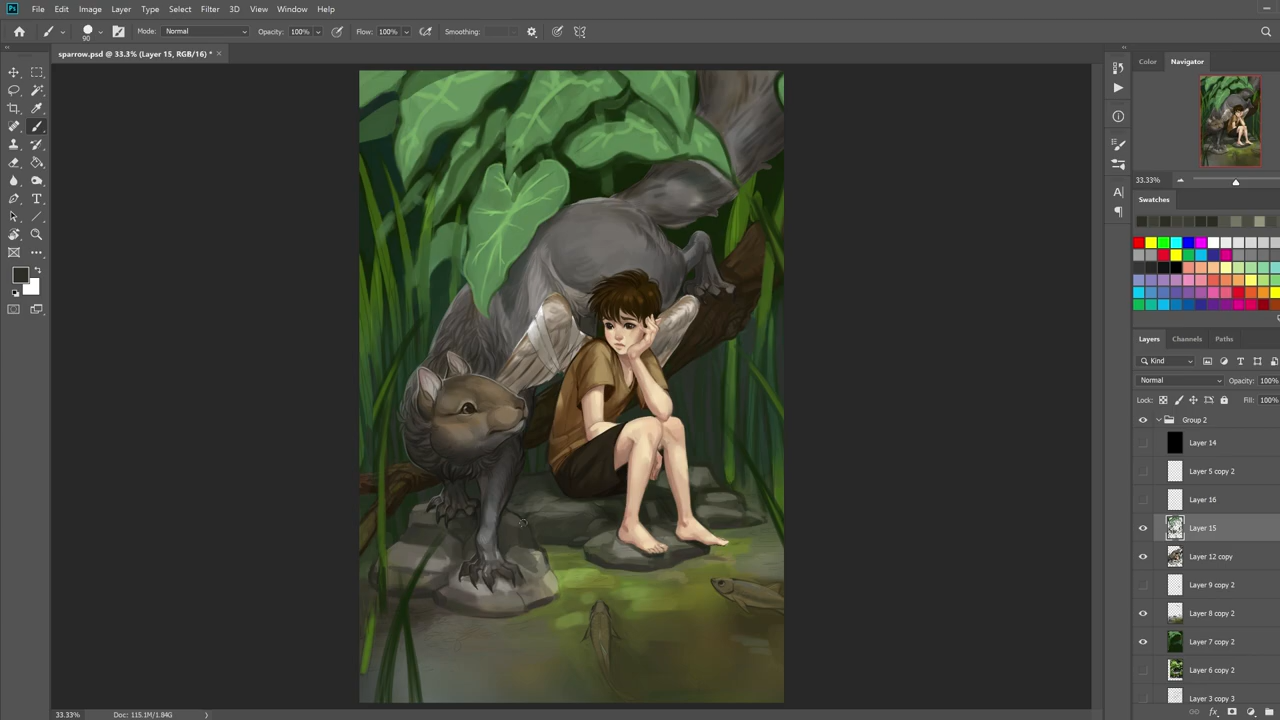 Ps File Edit Image Layer Type Select Filter 3D View Window Help
90 Mode: Normal Opacity: 100% Flow: 100% Smoothing:
sparrow.psd @ 33.3% (Layer 15, RGB/16) * ×
Color Navigator
33.33%
Swatches
Layers Channels Paths
Kind
Normal Opacity: 100%
Lock: Fill: 100%
Group 2
Layer 14
Layer 5 copy 2
Layer 16
Layer 15
Layer 12 copy
Layer 9 copy 2
Layer 8 copy 2
Layer 7 copy 2
Layer 6 copy 2
Layer 3 copy 3
33.33% Doc: 115.1M/1.84G